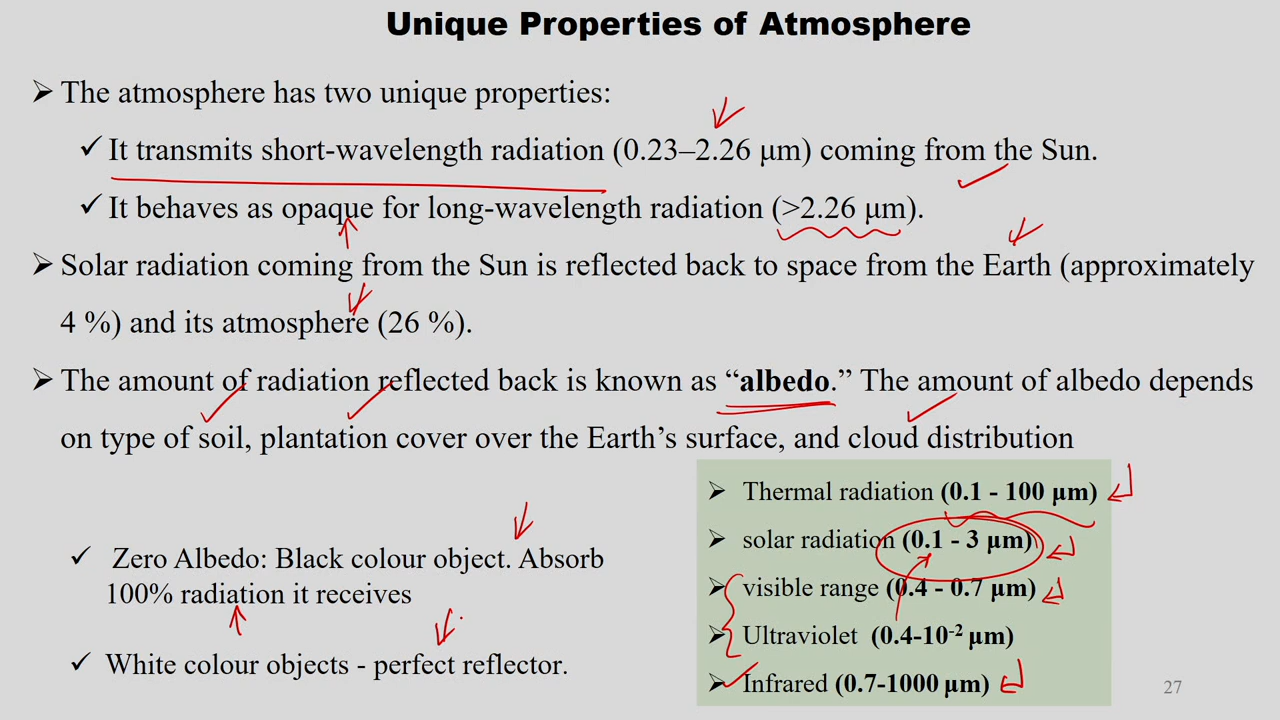 Unique Properties of Atmosphere
➢ The atmosphere has two unique properties:
✓ It transmits short-wavelength radiation (0.23–2.26 μm) coming from the Sun.
✓ It behaves as opaque for long-wavelength radiation (>2.26 μm).
➢ Solar radiation coming from the Sun is reflected back to space from the Earth (approximately
4 %) and its atmosphere (26 %).
➢ The amount of radiation reflected back is known as “albedo.” The amount of albedo depends
on type of soil, plantation cover over the Earth’s surface, and cloud distribution
✓ Zero Albedo: Black colour object. Absorb
100% radiation it receives
✓ White colour objects - perfect reflector.
➢ Thermal radiation (0.1 - 100 μm)
➢ solar radiation (0.1 - 3 μm)
➢ visible range (0.4 - 0.7 μm)
➢ Ultraviolet (0.4-10⁻² μm)
➢ Infrared (0.7-1000 μm)
27